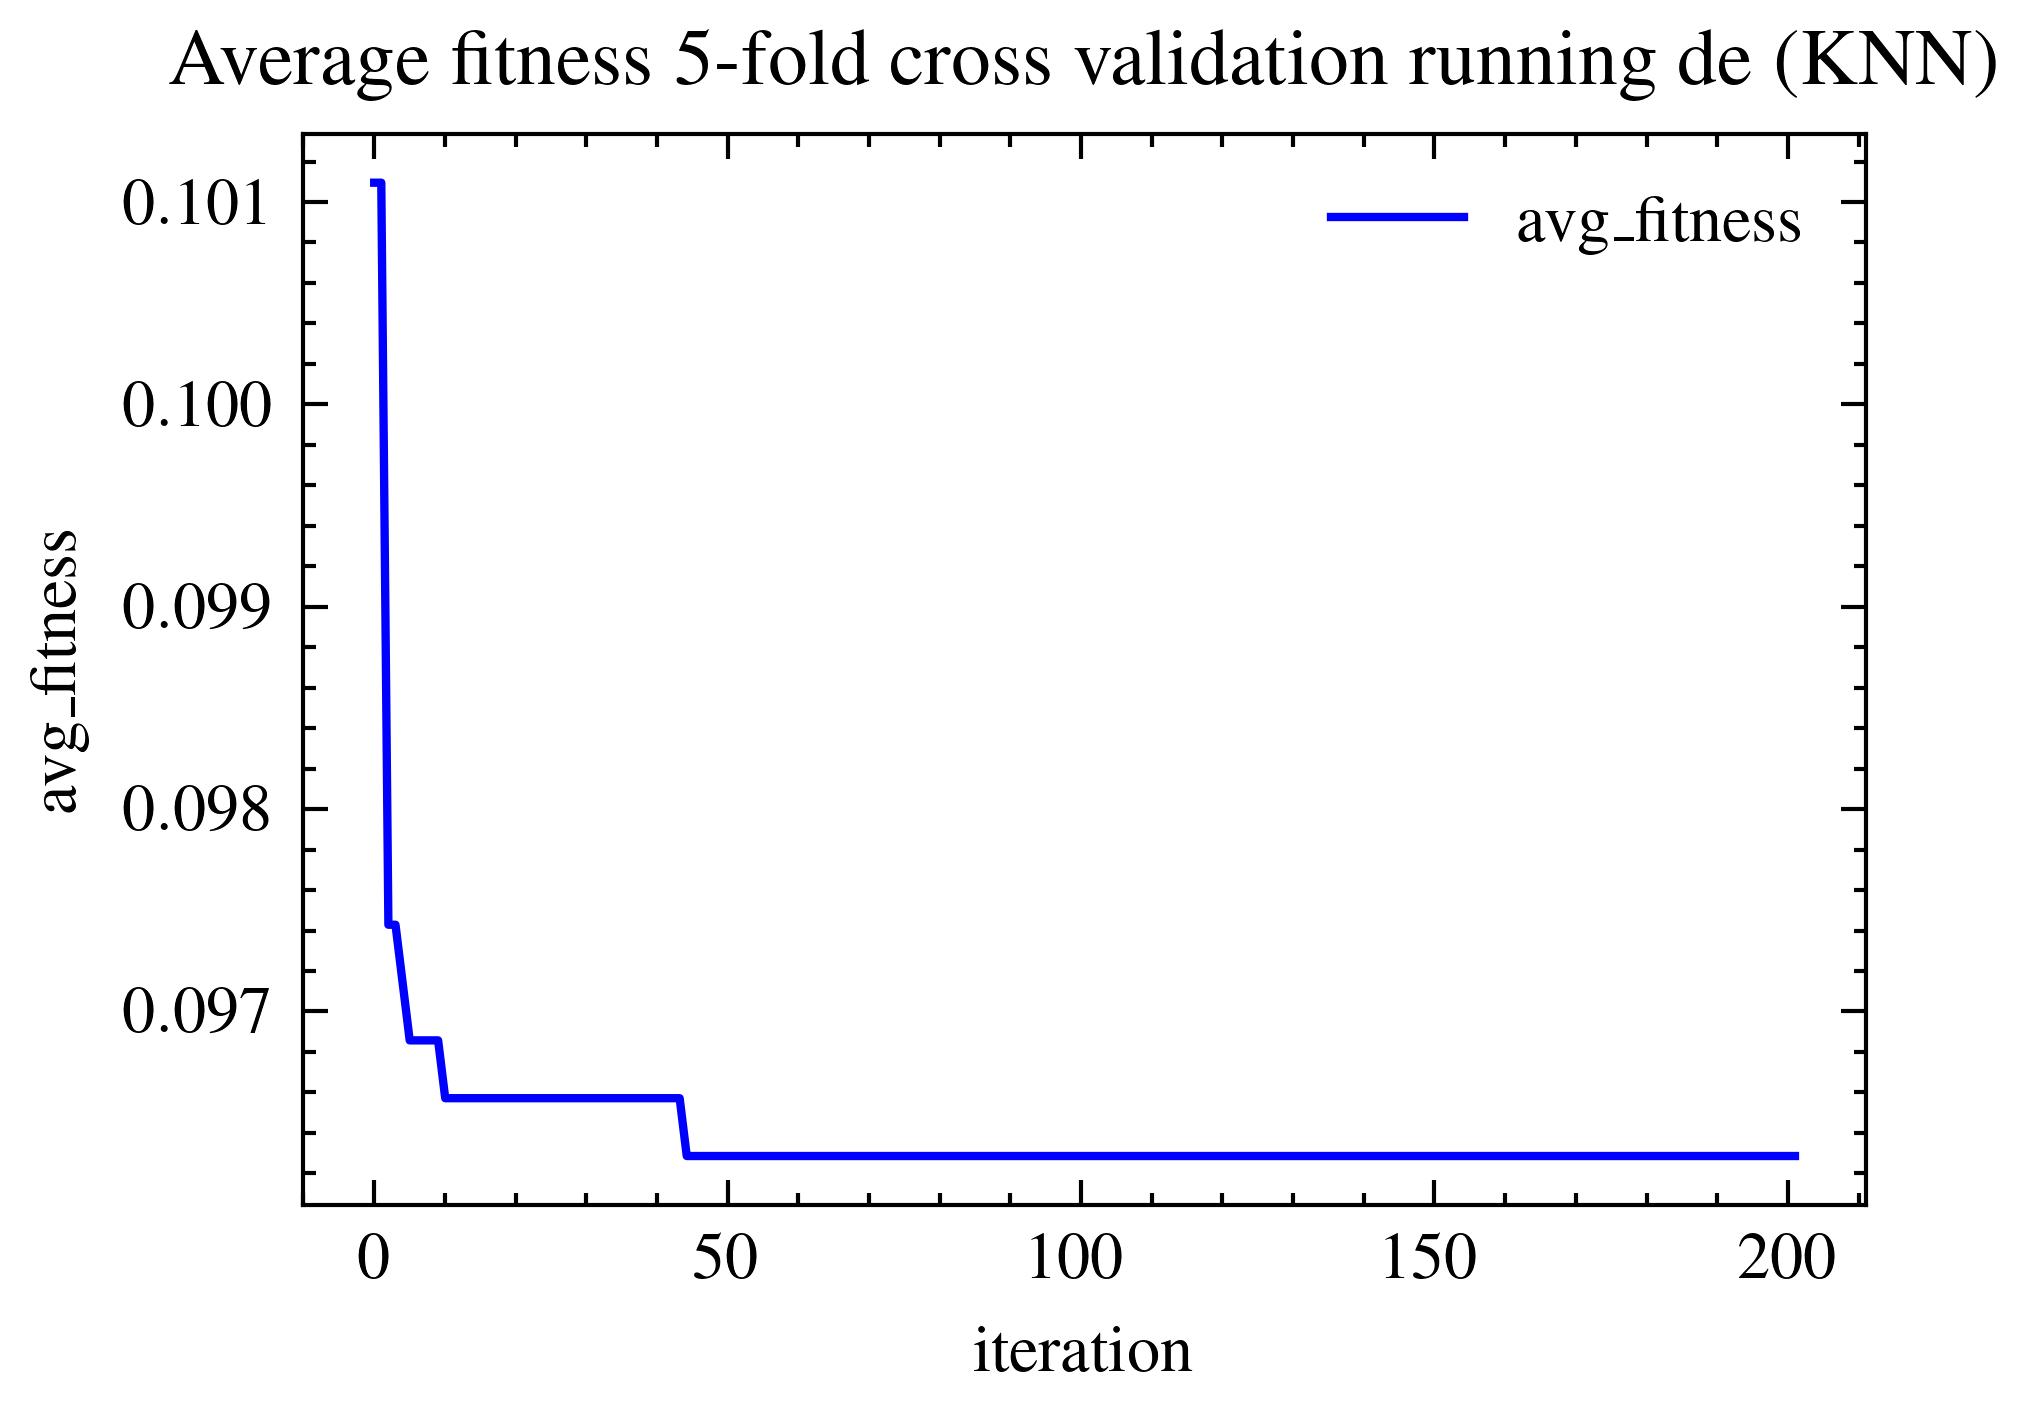 Average fitness 5-fold cross validation running de (KNN)
avg_fitness
0.101
0.100
0.099
0.098
0.097
avg_fitness
0 50 100 150 200
iteration